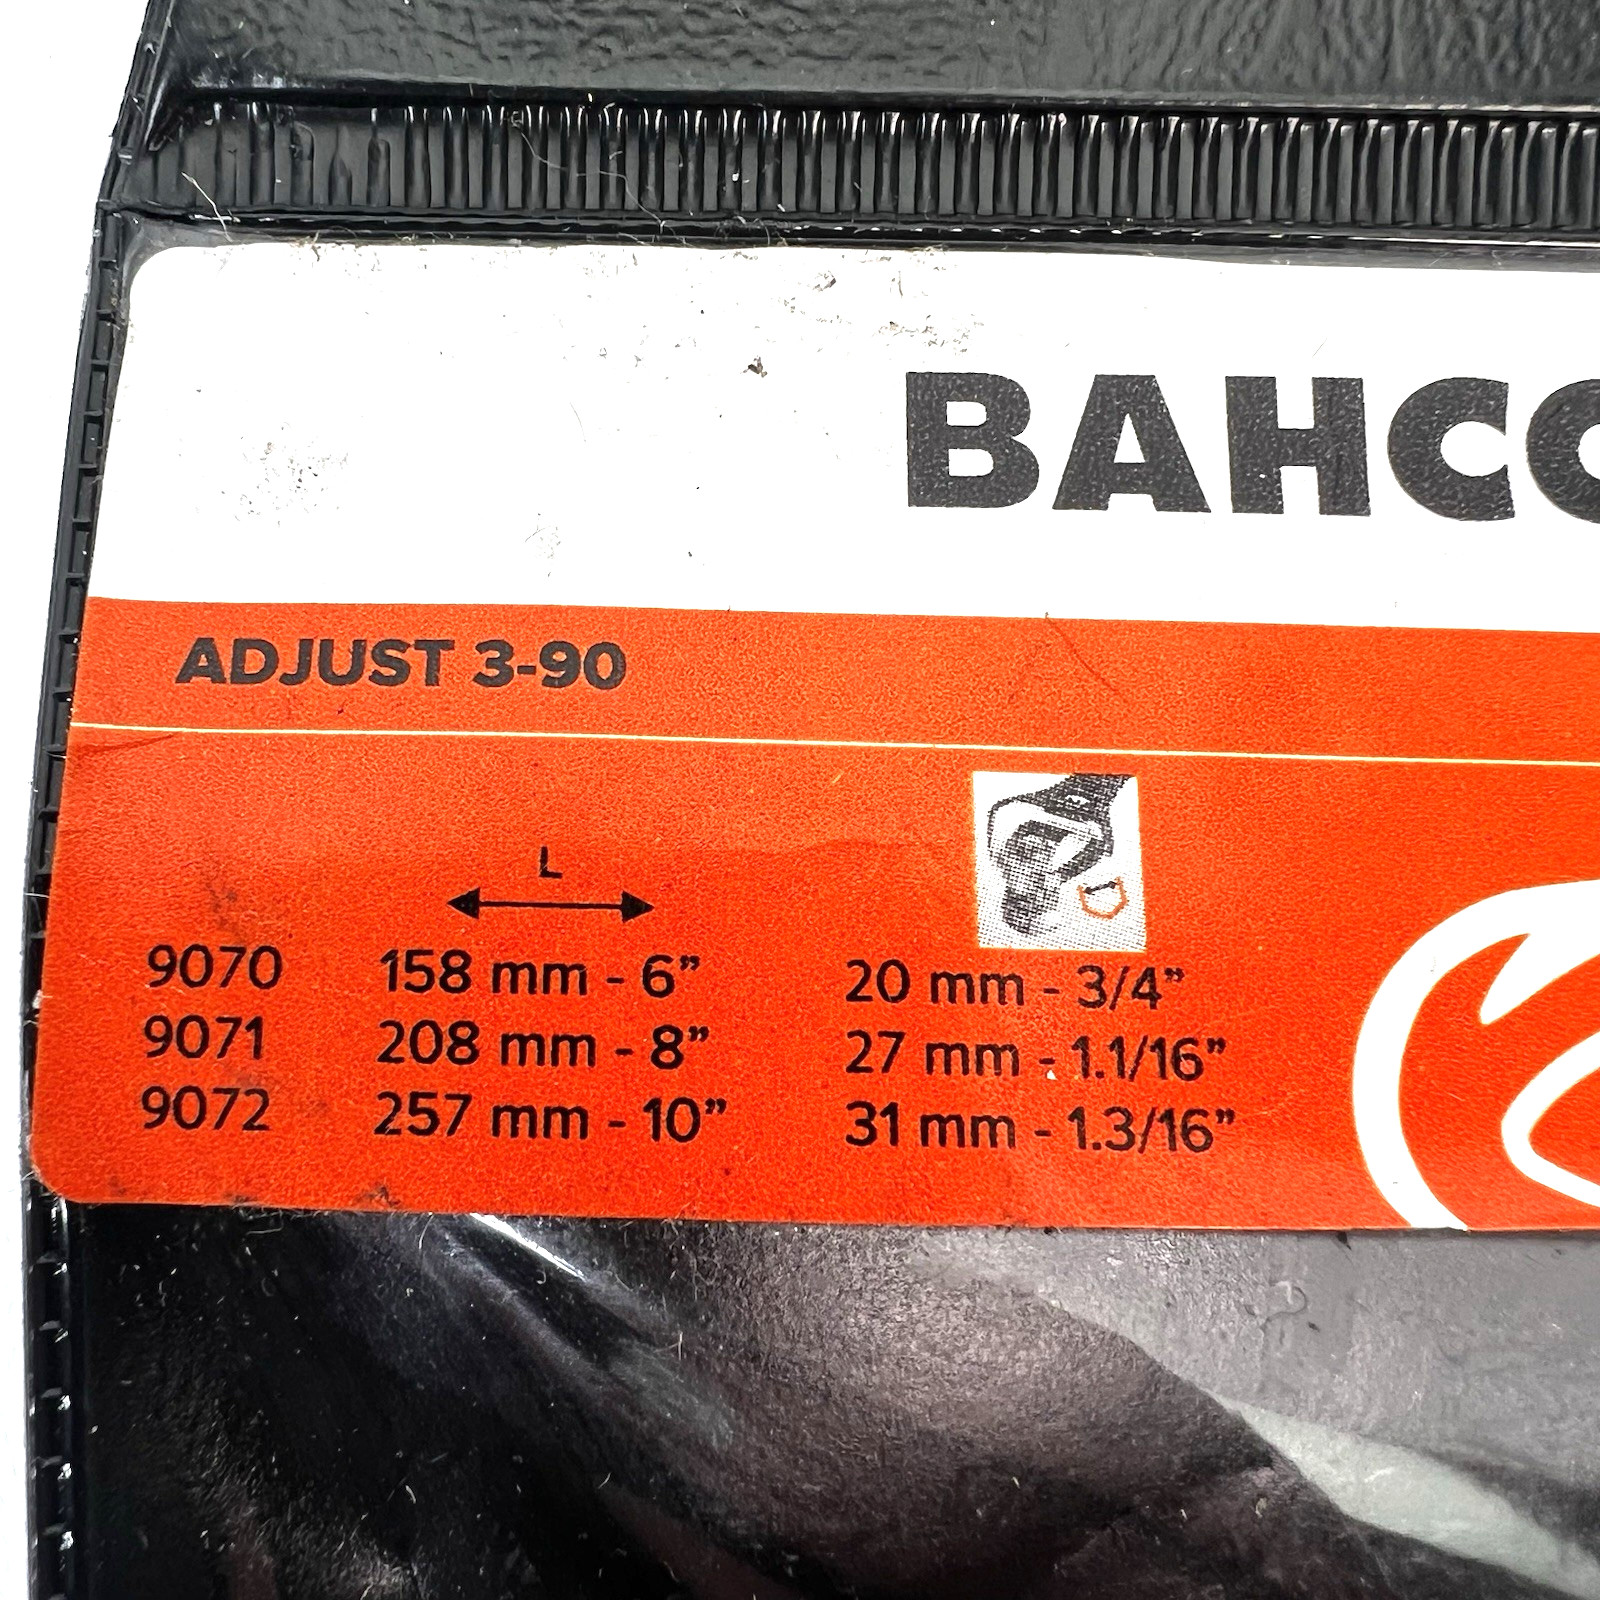 BAHCO
ADJUST 3-90
L
9070 158 mm - 6” 20 mm - 3/4”
9071 208 mm - 8” 27 mm - 1.1/16”
9072 257 mm - 10” 31 mm - 1.3/16”